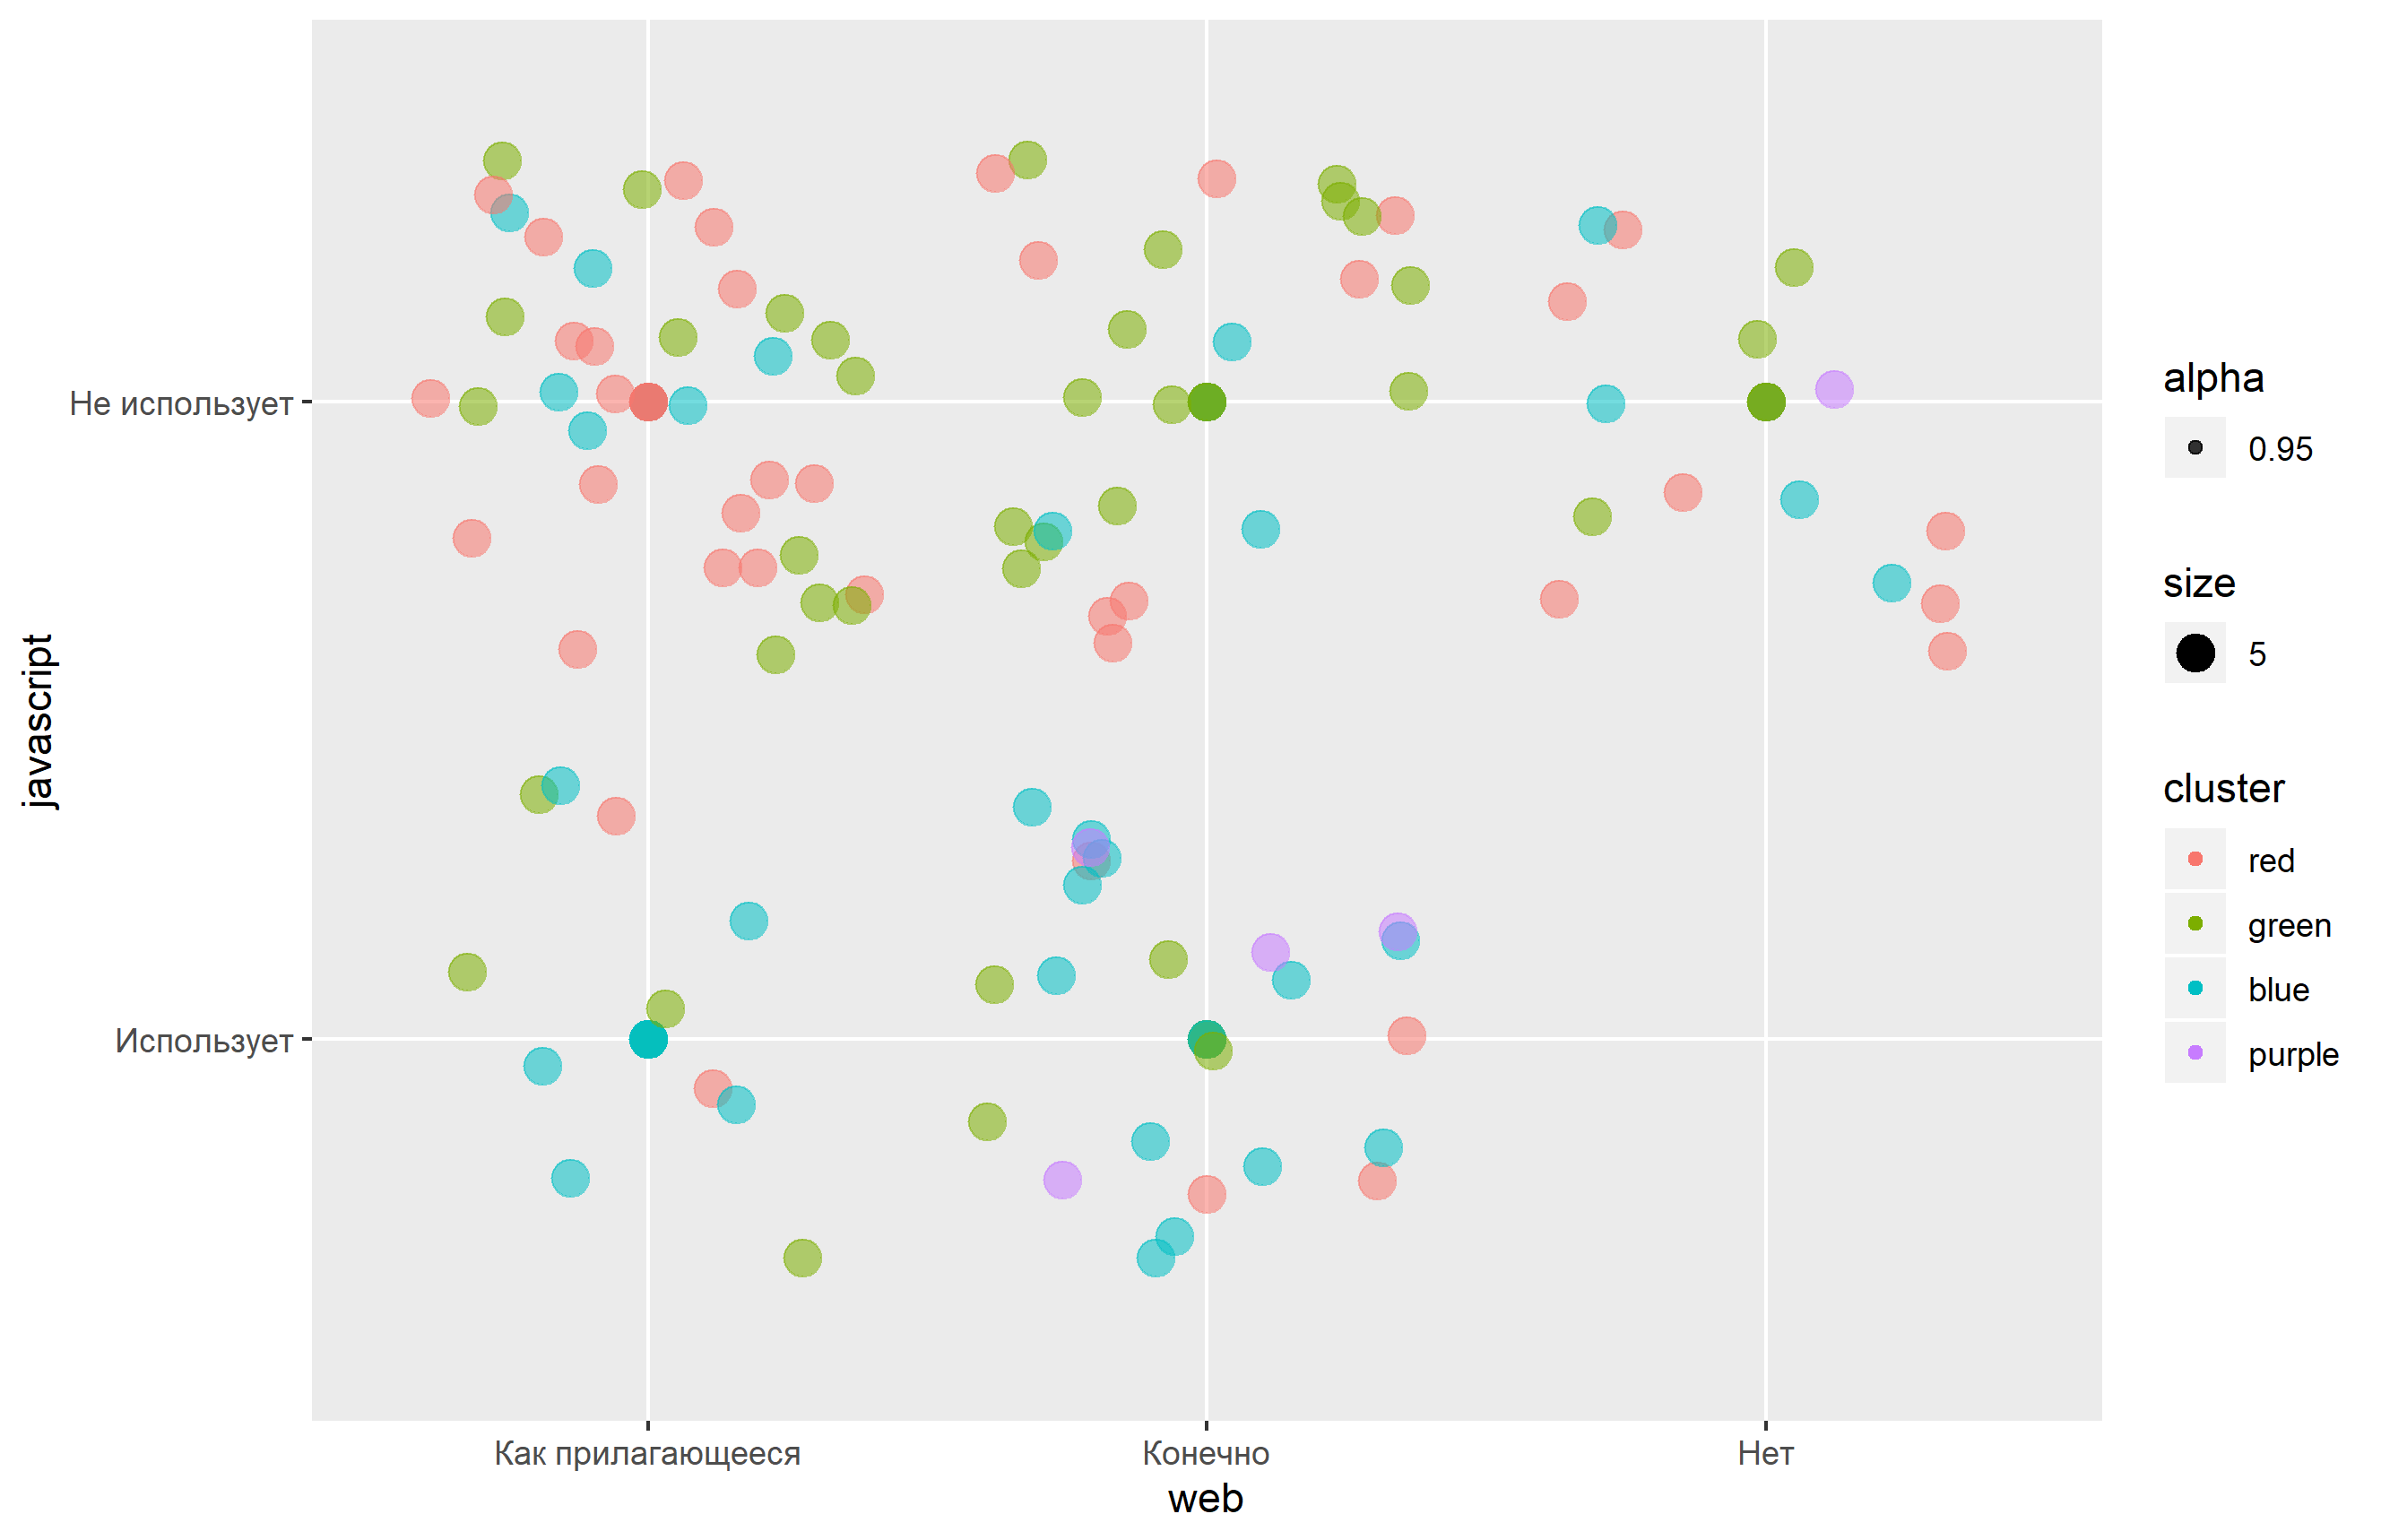 javascript
Не использует
Использует
Как прилагающееся
Конечно
Нет
web
alpha
0.95
size
5
cluster
red
green
blue
purple